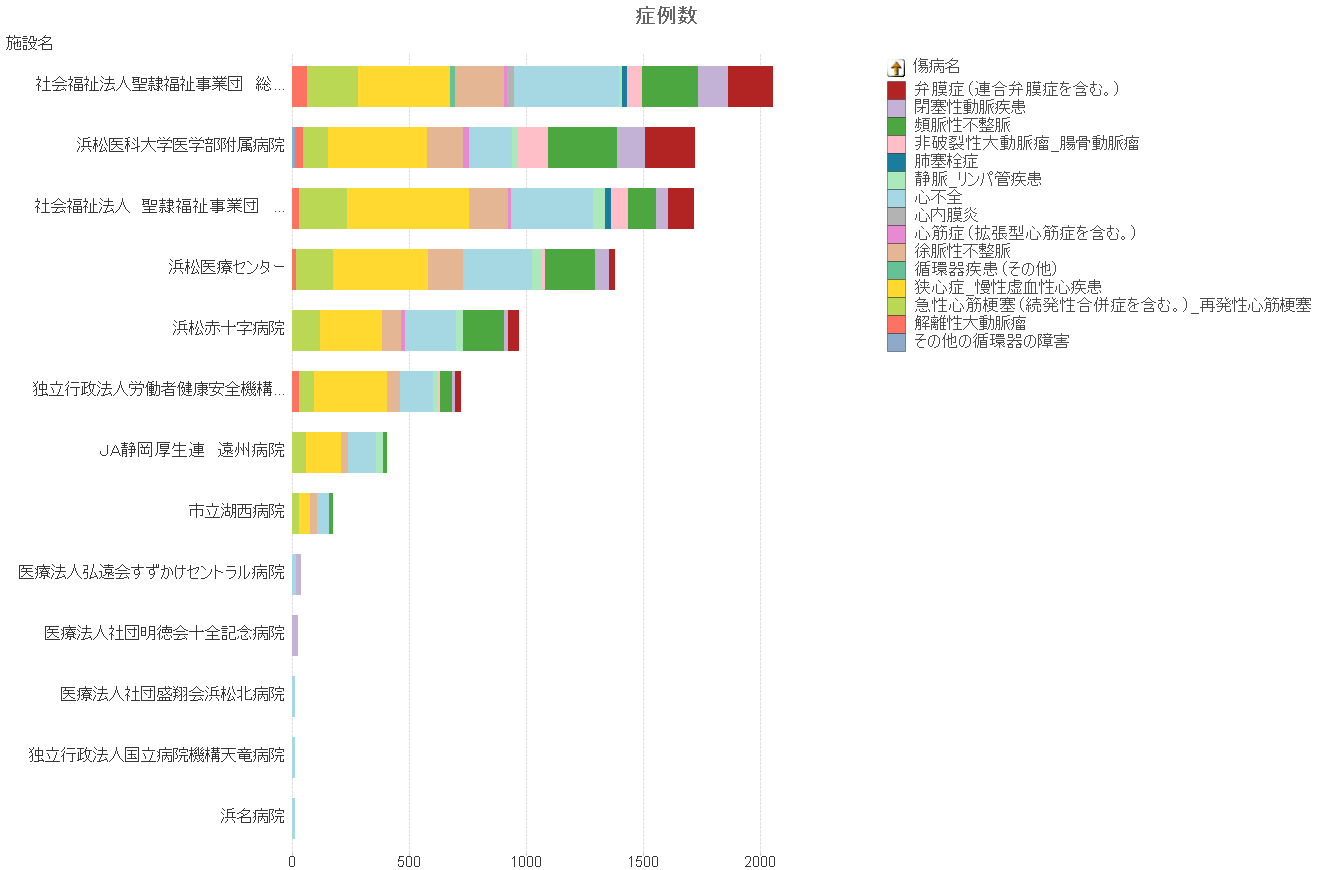 症例数
施設名
社会福祉法人聖隷福祉事業団　総...
浜松医科大学医学部附属病院
社会福祉法人　聖隷福祉事業団　...
浜松医療センター
浜松赤十字病院
独立行政法人労働者健康安全機構...
JA静岡厚生連　遠州病院
市立湖西病院
医療法人弘遠会すずかけセントラル病院
医療法人社団明徳会十全記念病院
医療法人社団盛翔会浜松北病院
独立行政法人国立病院機構天竜病院
浜名病院
0 500 1000 1500 2000
傷病名
弁膜症（連合弁膜症を含む。）
閉塞性動脈疾患
頻脈性不整脈
非破裂性大動脈瘤_腸骨動脈瘤
肺塞栓症
静脈_リンパ管疾患
心不全
心内膜炎
心筋症（拡張型心筋症を含む。）
徐脈性不整脈
循環器疾患（その他）
狭心症_慢性虚血性心疾患
急性心筋梗塞（続発性合併症を含む。）_再発性心筋梗塞
解離性大動脈瘤
その他の循環器の障害